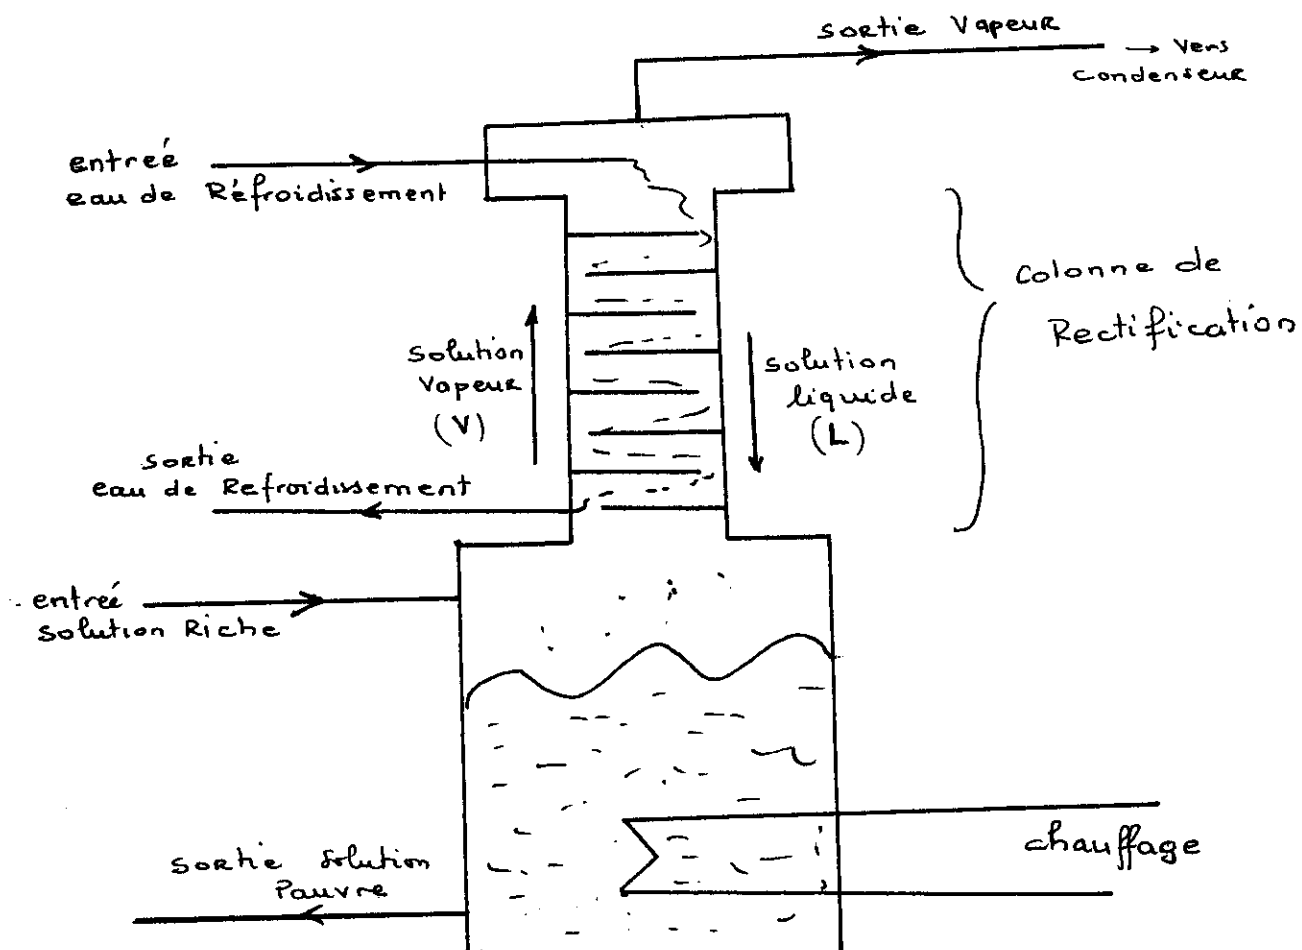 sortie Vapeur
→ Vers
condenseur
entreé
eau de Réfroidissement
Colonne de
Rectification
Solution
Vapeur
(V)
Solution
liquide
(L)
sortie
eau de Refroidissement
entreé
Solution Riche
chauffage
sortie solution
Pauvre